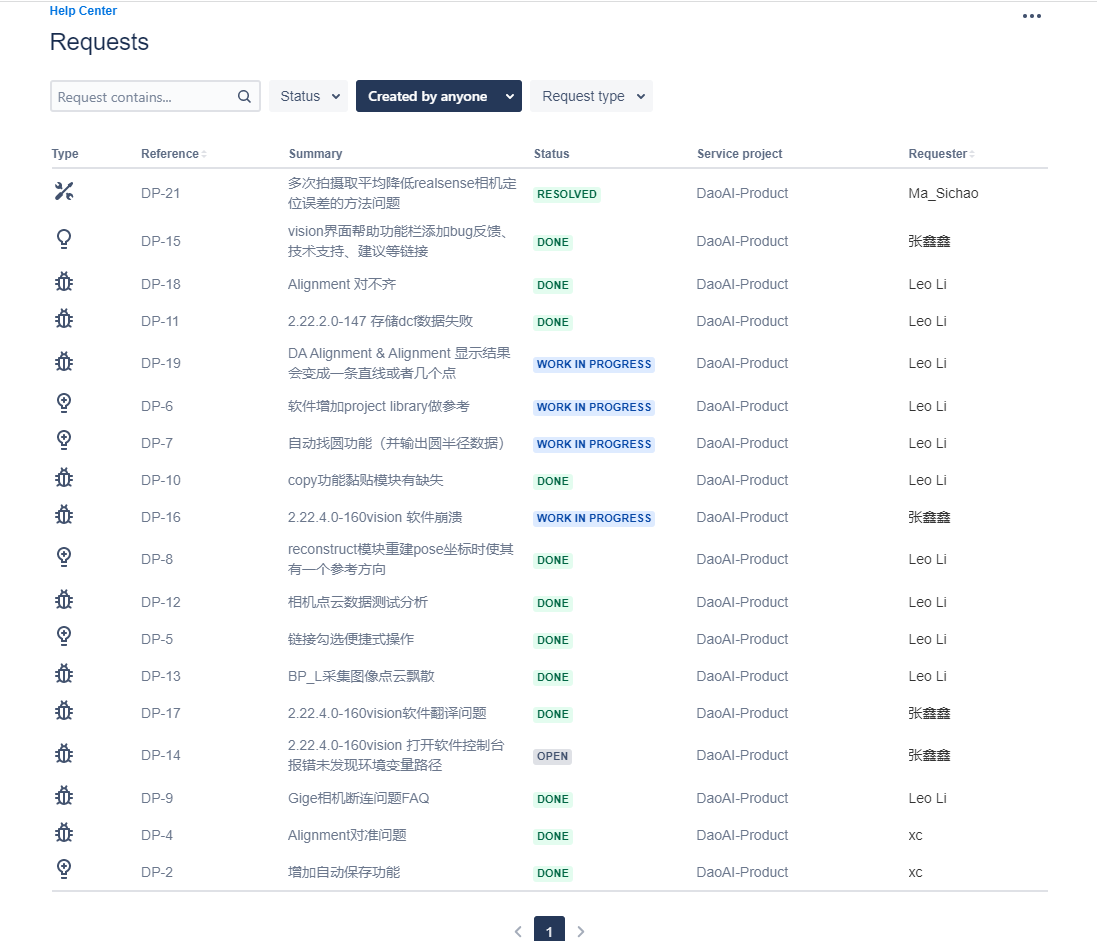 Help Center
Requests
Request contains...
Status
Created by anyone
Request type
Type Reference Summary Status Service project Requester
DP-21 多次拍摄取平均降低realsense相机定 RESOLVED DaoAI-Product Ma_Sichao
位误差的方法问题
DP-15 vision界面帮助功能栏添加bug反馈、 DONE DaoAI-Product 张鑫鑫
技术支持、建议等链接
DP-18 Alignment 对不齐 DONE DaoAI-Product Leo Li
DP-11 2.22.2.0-147 存储dcf数据失败 DONE DaoAI-Product Leo Li
DP-19 DA Alignment & Alignment 显示结果 WORK IN PROGRESS DaoAI-Product Leo Li
会变成一条直线或者几个点
DP-6 软件增加project library做参考 WORK IN PROGRESS DaoAI-Product Leo Li
DP-7 自动找圆功能（并输出圆半径数据） WORK IN PROGRESS DaoAI-Product Leo Li
DP-10 copy功能黏贴模块有缺失 DONE DaoAI-Product Leo Li
DP-16 2.22.4.0-160vision 软件崩溃 WORK IN PROGRESS DaoAI-Product 张鑫鑫
DP-8 reconstruct模块重建pose坐标时使其 DONE DaoAI-Product Leo Li
有一个参考方向
DP-12 相机点云数据测试分析 DONE DaoAI-Product Leo Li
DP-5 链接勾选便捷式操作 DONE DaoAI-Product Leo Li
DP-13 BP_L采集图像点云飘散 DONE DaoAI-Product Leo Li
DP-17 2.22.4.0-160vision软件翻译问题 DONE DaoAI-Product 张鑫鑫
DP-14 2.22.4.0-160vision 打开软件控制台 OPEN DaoAI-Product 张鑫鑫
报错未发现环境变量路径
DP-9 Gige相机断连问题FAQ DONE DaoAI-Product Leo Li
DP-4 Alignment对准问题 DONE DaoAI-Product xc
DP-2 增加自动保存功能 DONE DaoAI-Product xc
1